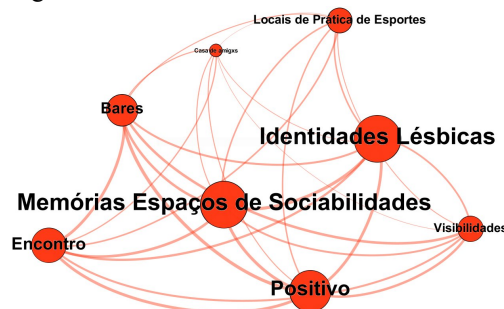 Locais de Prática de Esportes
Casa de amigxs
Bares
Identidades Lésbicas
Memórias Espaços de Sociabilidades
Visibilidades
Encontro
Positivo